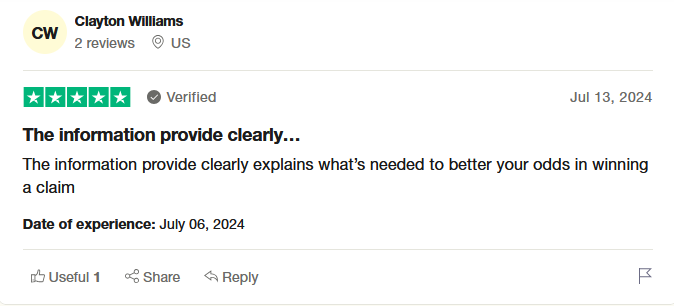 CW
Clayton Williams
2 reviews US
Verified Jul 13, 2024
The information provide clearly…
The information provide clearly explains what’s needed to better your odds in winning
a claim
Date of experience: July 06, 2024
Useful 1 Share Reply